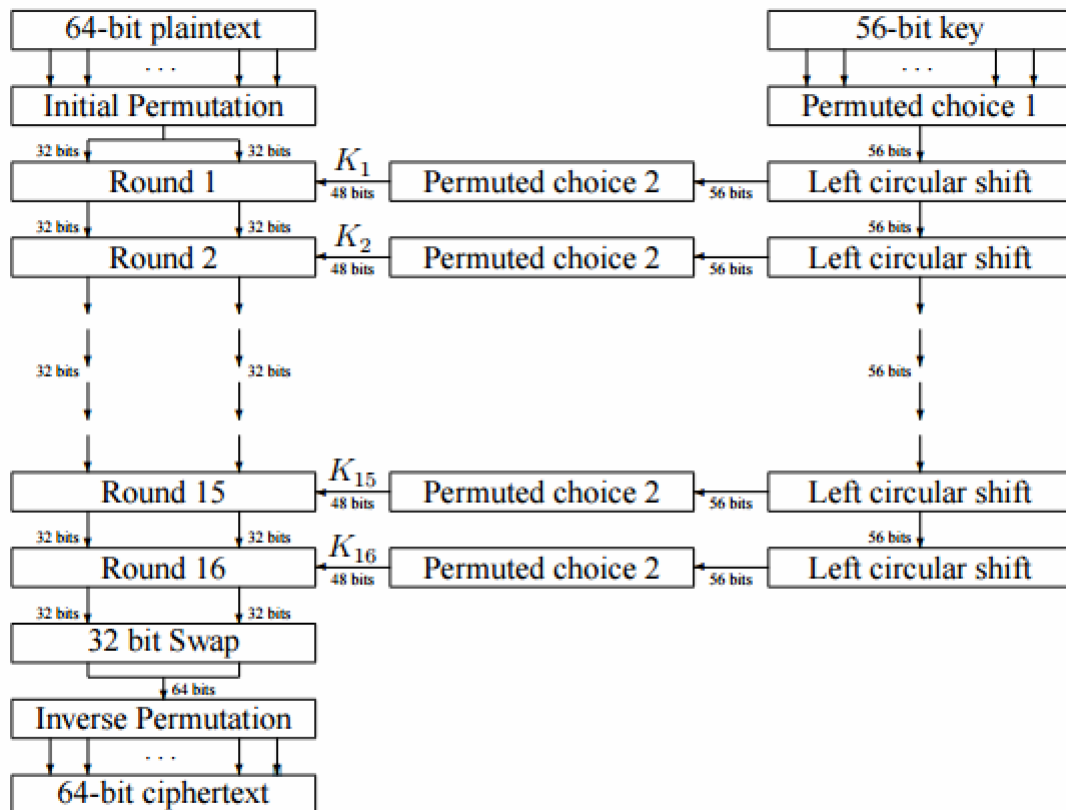 64-bit plaintext
56-bit key
. . .
. . .
Initial Permutation
Permuted choice 1
32 bits
32 bits
56 bits
Round 1
K1
48 bits
Permuted choice 2
56 bits
Left circular shift
32 bits
32 bits
56 bits
Round 2
K2
48 bits
Permuted choice 2
56 bits
Left circular shift
32 bits
32 bits
56 bits
Round 15
K15
48 bits
Permuted choice 2
56 bits
Left circular shift
32 bits
32 bits
56 bits
Round 16
K16
48 bits
Permuted choice 2
56 bits
Left circular shift
32 bits
32 bits
32 bit Swap
64 bits
Inverse Permutation
. . .
64-bit ciphertext